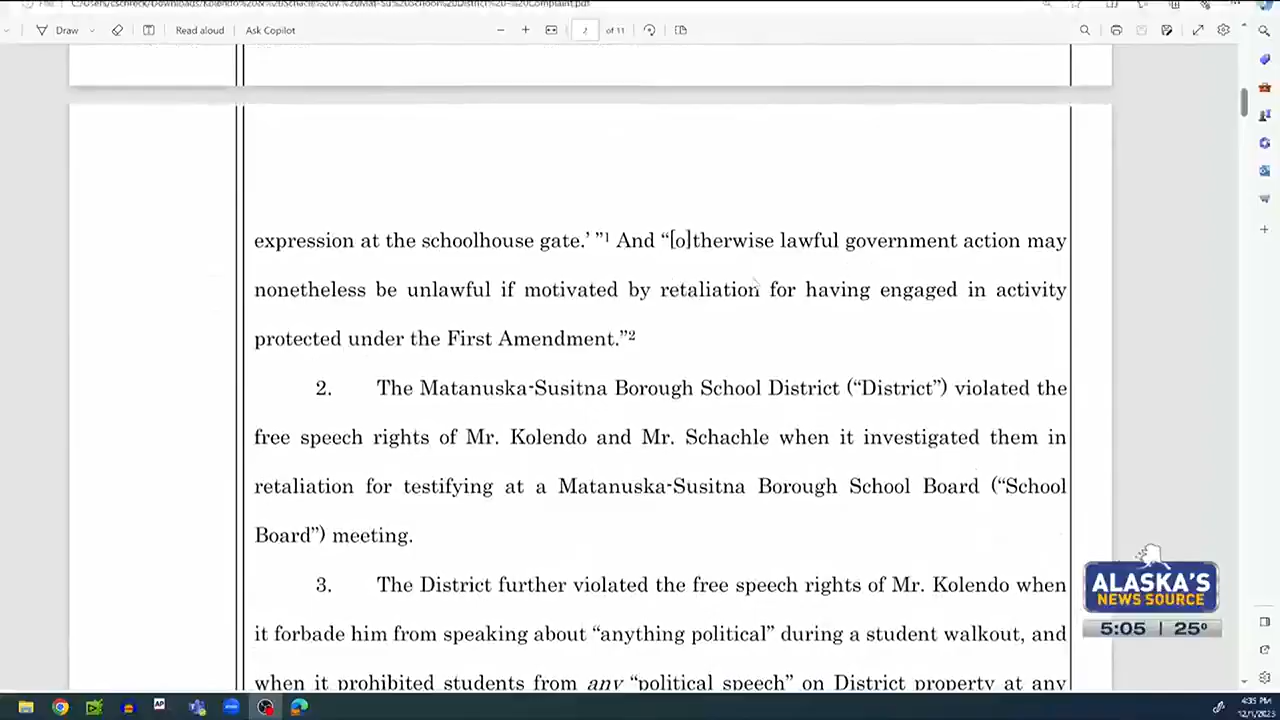 Draw
Read aloud
Ask Copilot
of 11
expression at the schoolhouse gate.’ ”1 And “[o]therwise lawful government action may
nonetheless be unlawful if motivated by retaliation for having engaged in activity
protected under the First Amendment.”2
2. The Matanuska-Susitna Borough School District (“District”) violated the
free speech rights of Mr. Kolendo and Mr. Schachle when it investigated them in
retaliation for testifying at a Matanuska-Susitna Borough School Board (“School
Board”) meeting.
3. The District further violated the free speech rights of Mr. Kolendo when
it forbade him from speaking about “anything political” during a student walkout, and
when it prohibited students from any “political speech” on District property at any
ALASKA'S
NEWS SOURCE
5:05 | 25°
4:35 PM